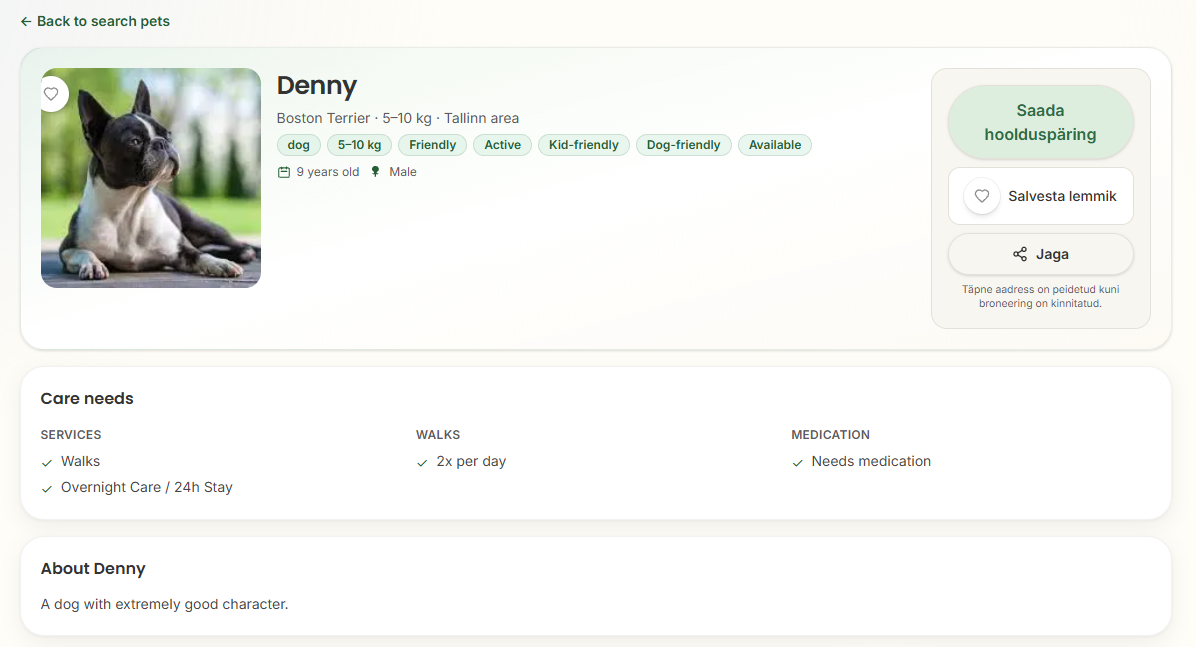 ← Back to search pets
Denny
Boston Terrier · 5–10 kg · Tallinn area
dog 5–10 kg Friendly Active Kid-friendly Dog-friendly Available
9 years old Male
Saada
hoolduspäring
Salvesta lemmik
Jaga
Täpne aadress on peidetud kuni
broneering on kinnitatud.
Care needs
SERVICES
Walks
Overnight Care / 24h Stay
WALKS
2x per day
MEDICATION
Needs medication
About Denny
A dog with extremely good character.